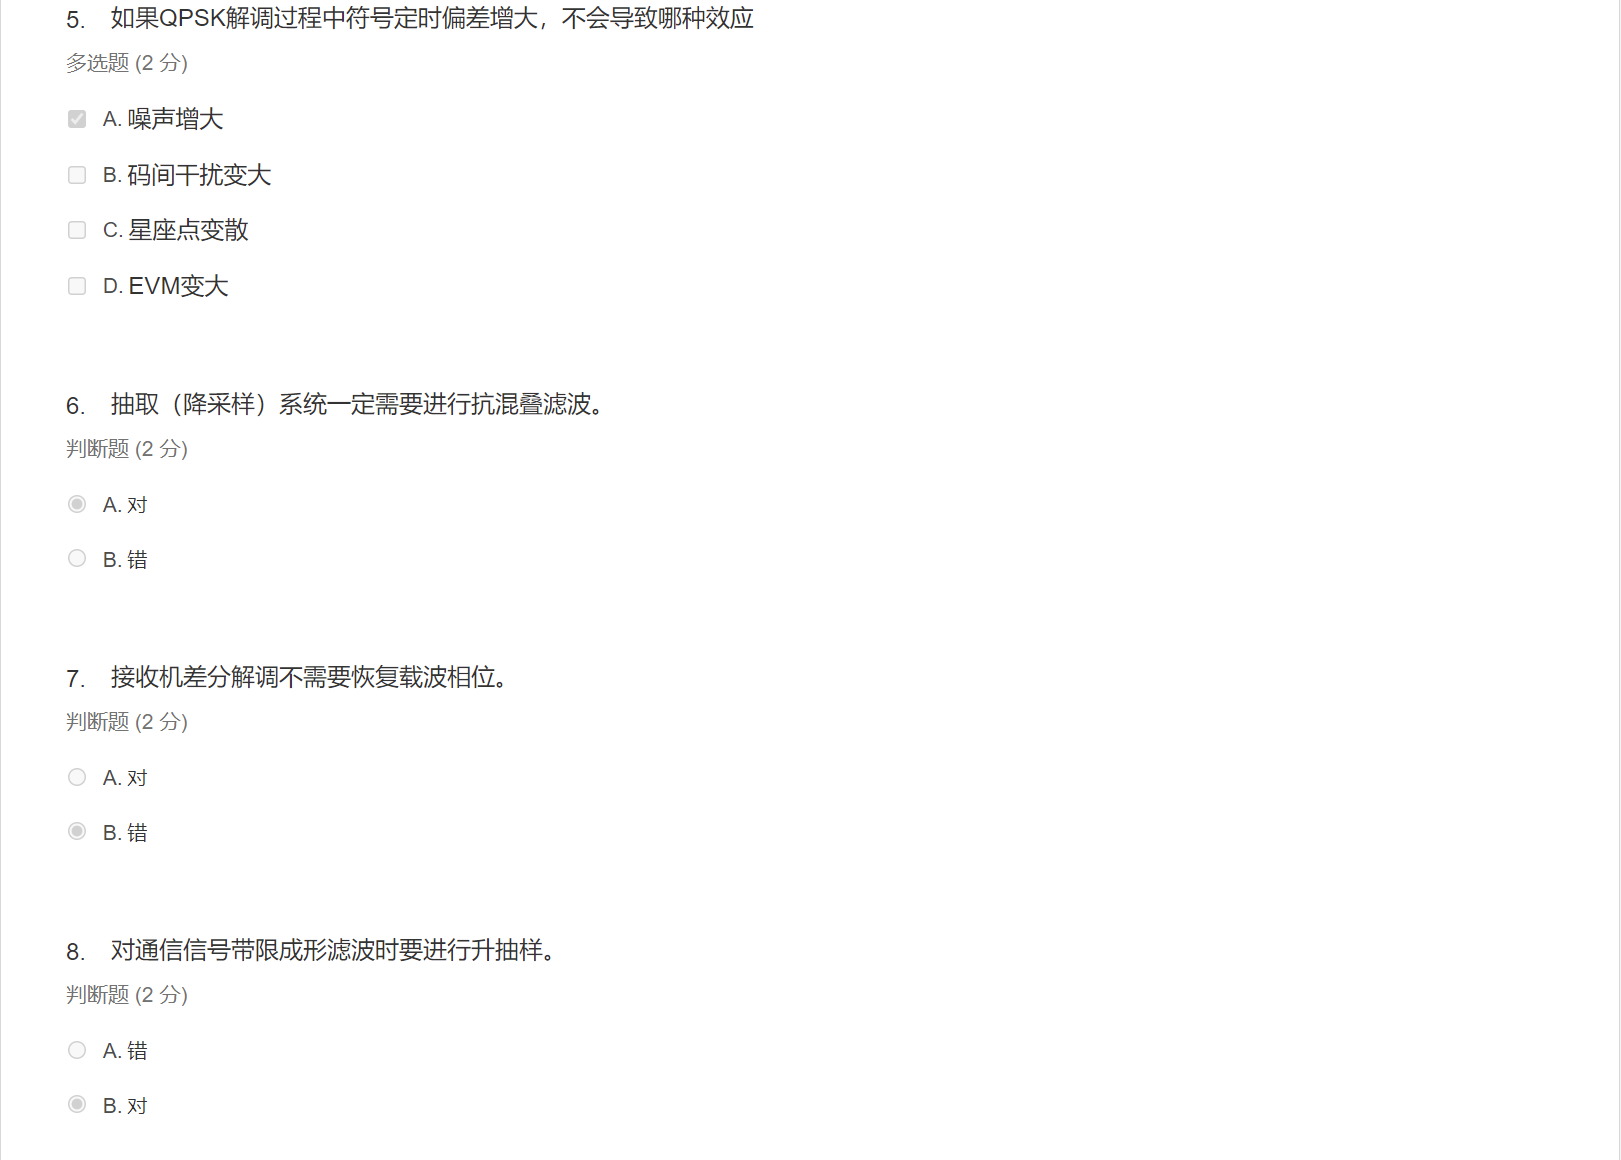 5. 如果QPSK解调过程中符号定时偏差增大，不会导致哪种效应
多选题 (2 分)
A. 噪声增大
B. 码间干扰变大
C. 星座点变散
D. EVM变大
6. 抽取（降采样）系统一定需要进行抗混叠滤波。
判断题 (2 分)
A. 对
B. 错
7. 接收机差分解调不需要恢复载波相位。
判断题 (2 分)
A. 对
B. 错
8. 对通信信号带限成形滤波时要进行升抽样。
判断题 (2 分)
A. 错
B. 对